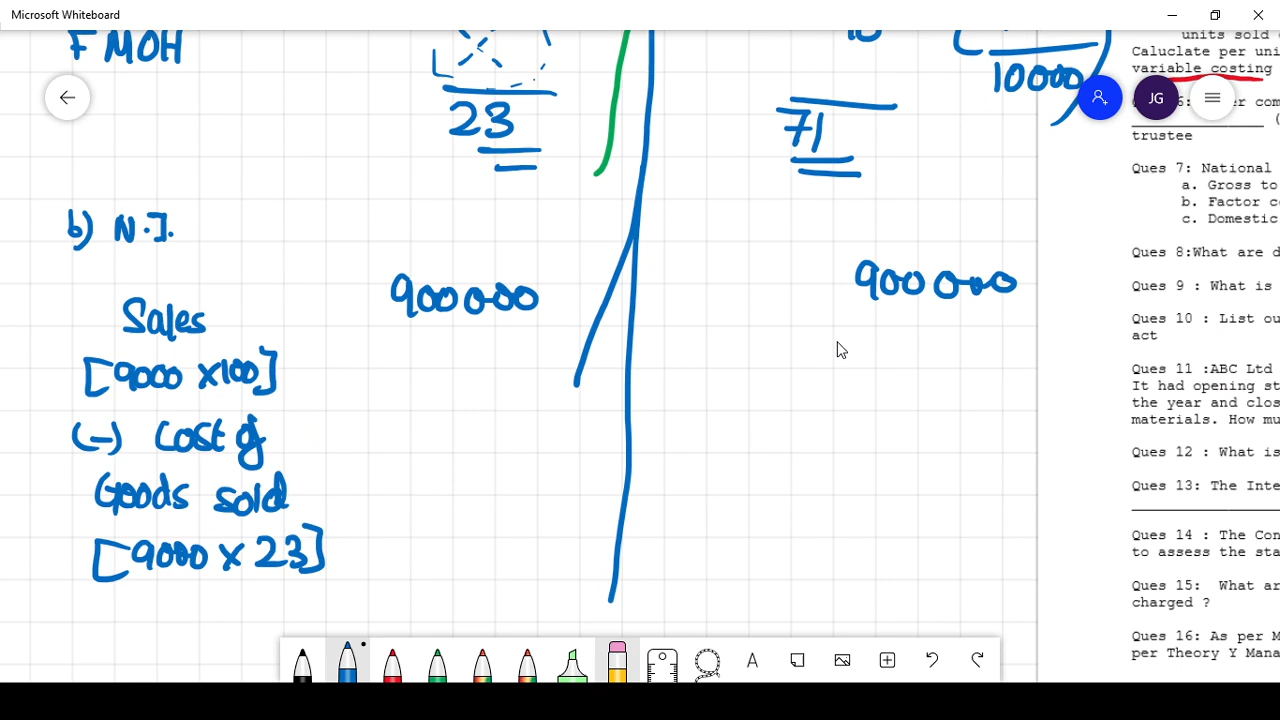 Microsoft Whiteboard
FMOH
23
71
10000
JG
b) N.I.
900000
900000
Sales
[9000 x100]
(-) Cost of
Goods sold
[9000 x 23]
units sold
Caluclate per uni
variable costing
trustee
Ques 7: National
a. Gross to
b. Factor co
c. Domestic
Ques 8:What are d
Ques 9 : What is
Ques 10 : List ou
act
Ques 11 :ABC Ltd
It had opening st
the year and clos
materials. How mu
Ques 12 : What is
Ques 13: The Inte
Ques 14 : The Con
to assess the sta
Ques 15: What ar
charged ?
Ques 16: As per M
per Theory Y Mana